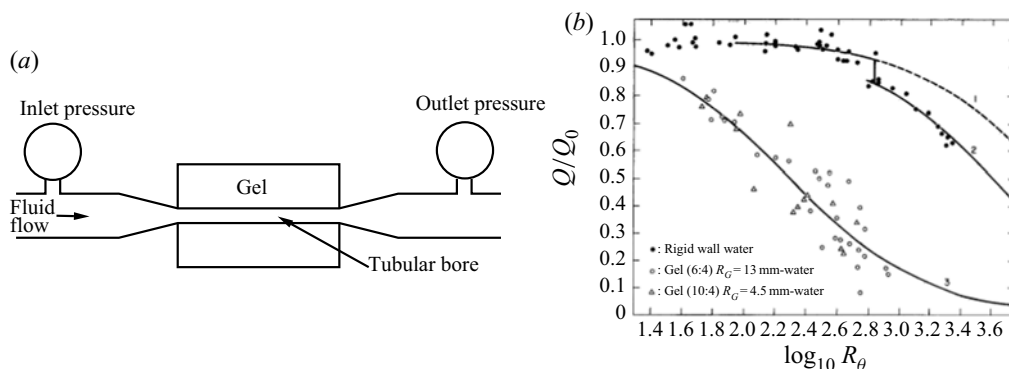 (a)
Inlet pressure
Outlet pressure
Gel
Fluid
flow
Tubular bore
(b)
Q/Q0
1.0
0.9
0.8
0.7
0.6
0.5
0.4
0.3
0.2
0.1
0
1
2
3
: Rigid wall water
: Gel (6:4) RG = 13 mm-water
: Gel (10:4) RG = 4.5 mm-water
1.4 1.6 1.8 2.0 2.2 2.4 2.6 2.8 3.0 3.2 3.4 3.6
log10 Rθ